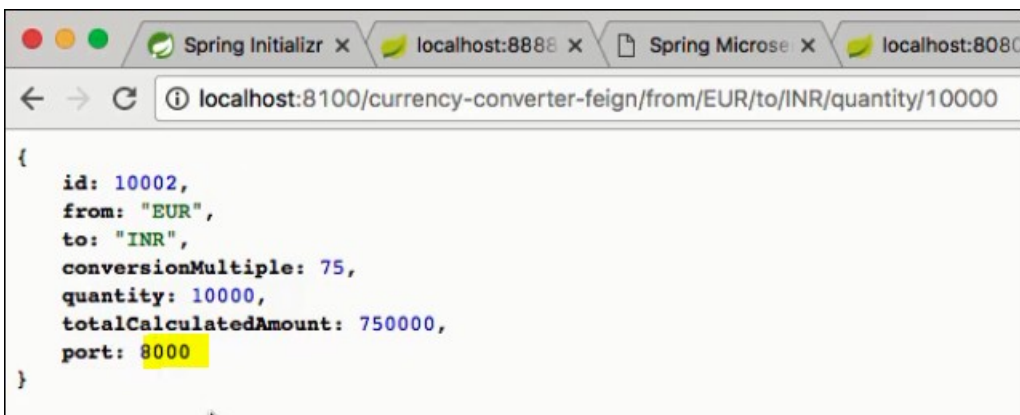 Spring Initializr localhost:8888 Spring Microse localhost:8080
localhost:8100/currency-converter-feign/from/EUR/to/INR/quantity/10000
{
id: 10002,
from: "EUR",
to: "INR",
conversionMultiple: 75,
quantity: 10000,
totalCalculatedAmount: 750000,
port: 8000
}